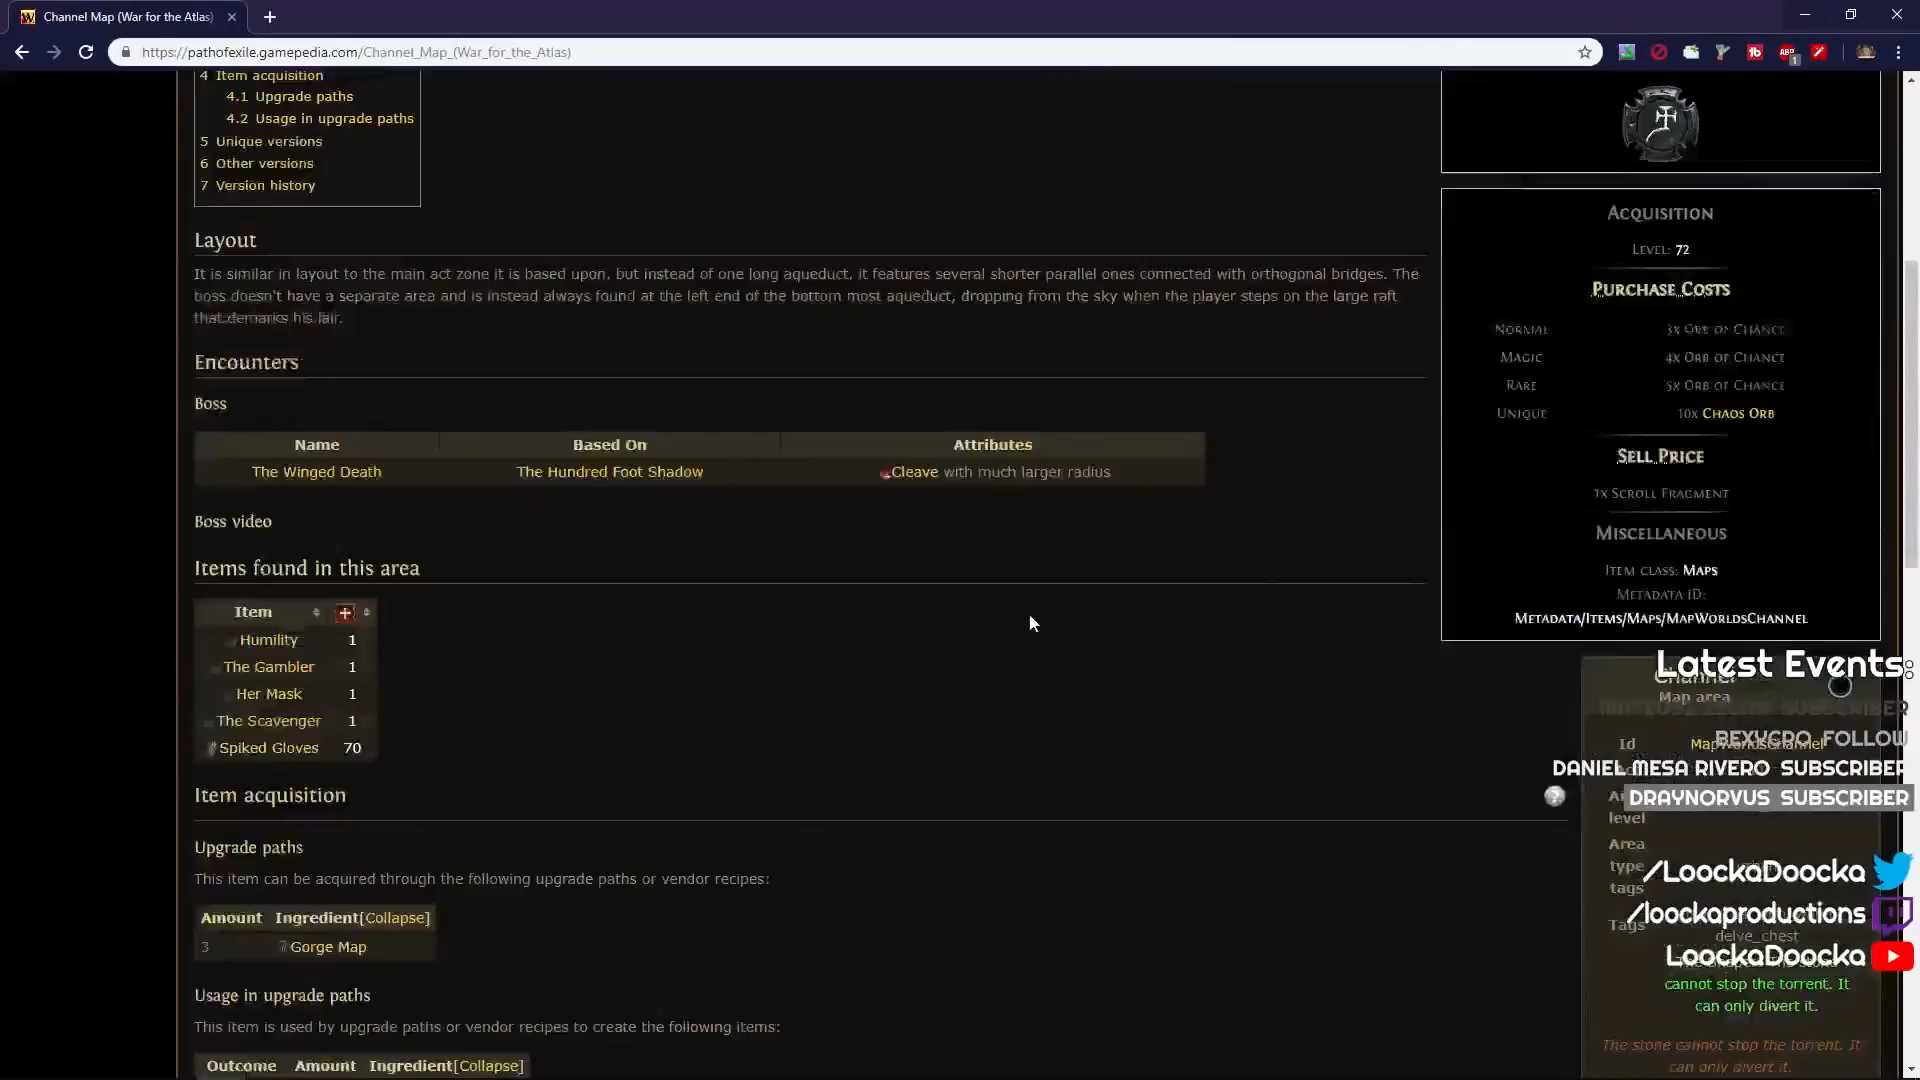 Channel Map (War for the Atlas)
https://pathofexile.gamepedia.com/Channel_Map_(War_for_the_Atlas)
ABP
1
4 Item acquisition
4.1 Upgrade paths
4.2 Usage in upgrade paths
5 Unique versions
6 Other versions
7 Version history
Layout
It is similar in layout to the main act zone it is based upon, but instead of one long aqueduct, it features several shorter parallel ones connected with orthogonal bridges. The
boss doesn't have a separate area and is instead always found at the left end of the bottom most aqueduct, dropping from the sky when the player steps on the large raft
that demarks his lair.
Encounters
Boss
Name Based On Attributes
The Winged Death The Hundred Foot Shadow Cleave with much larger radius
Boss video
Items found in this area
Item
Humility 1
The Gambler 1
Her Mask 1
The Scavenger 1
Spiked Gloves 70
Item acquisition
Upgrade paths
This item can be acquired through the following upgrade paths or vendor recipes:
Amount Ingredient[Collapse]
3 Gorge Map
Usage in upgrade paths
This item is used by upgrade paths or vendor recipes to create the following items:
Outcome Amount Ingredient[Collapse]
Acquisition
Level: 72
Purchase Costs
Normal 3x Orb of Chance
Magic 4x Orb of Chance
Rare 5x Orb of Chance
Unique 10x Chaos Orb
Sell Price
1x Scroll Fragment
Miscellaneous
Item class: Maps
Metadata ID:
Metadata/Items/Maps/MapWorldsChannel
Latest Events:
Channel
Map area
SUBSCRIBER
Id MapWorldsChannel
BEXYCRO FOLLOW
DANIEL MESA RIVERO SUBSCRIBER
DRAYNORVUS SUBSCRIBER
level
Area
type
tags
/LoockaDoocka
Tags
/loockaproductions
delve_chest
LoockaDoocka
cannot stop the torrent. It
can only divert it.
The stone cannot stop the torrent. It
can only divert it.